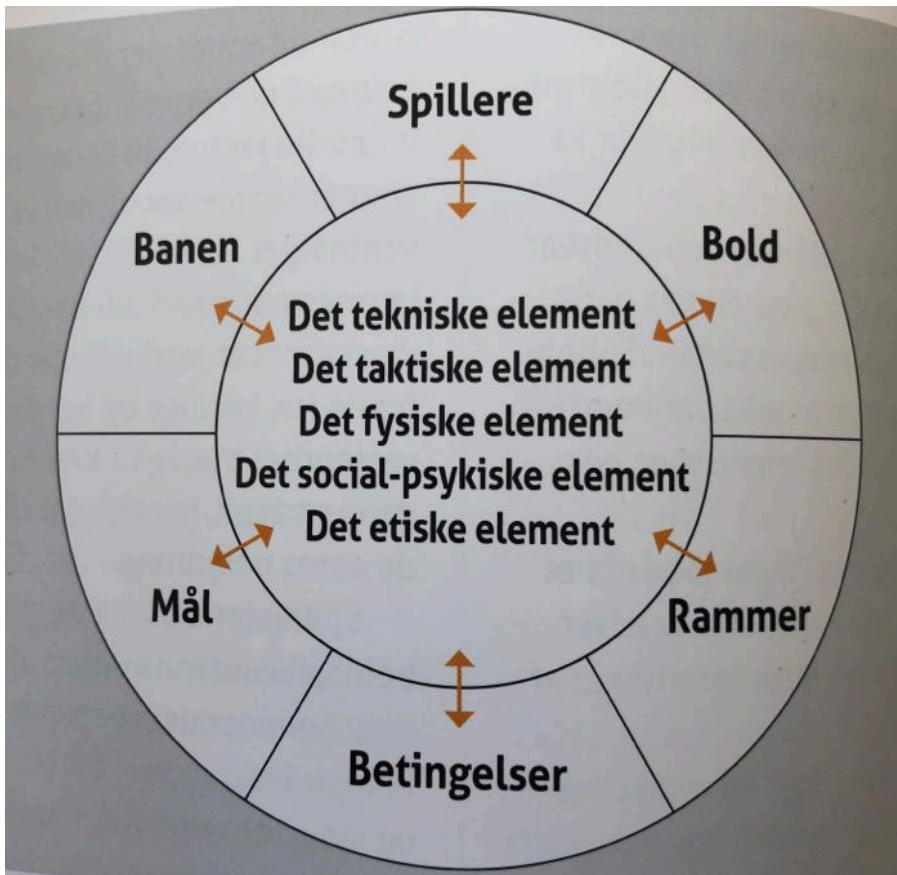 Spillere
Banen
Bold
Det tekniske element
Det taktiske element
Det fysiske element
Det social-psykiske element
Det etiske element
Mål
Rammer
Betingelser